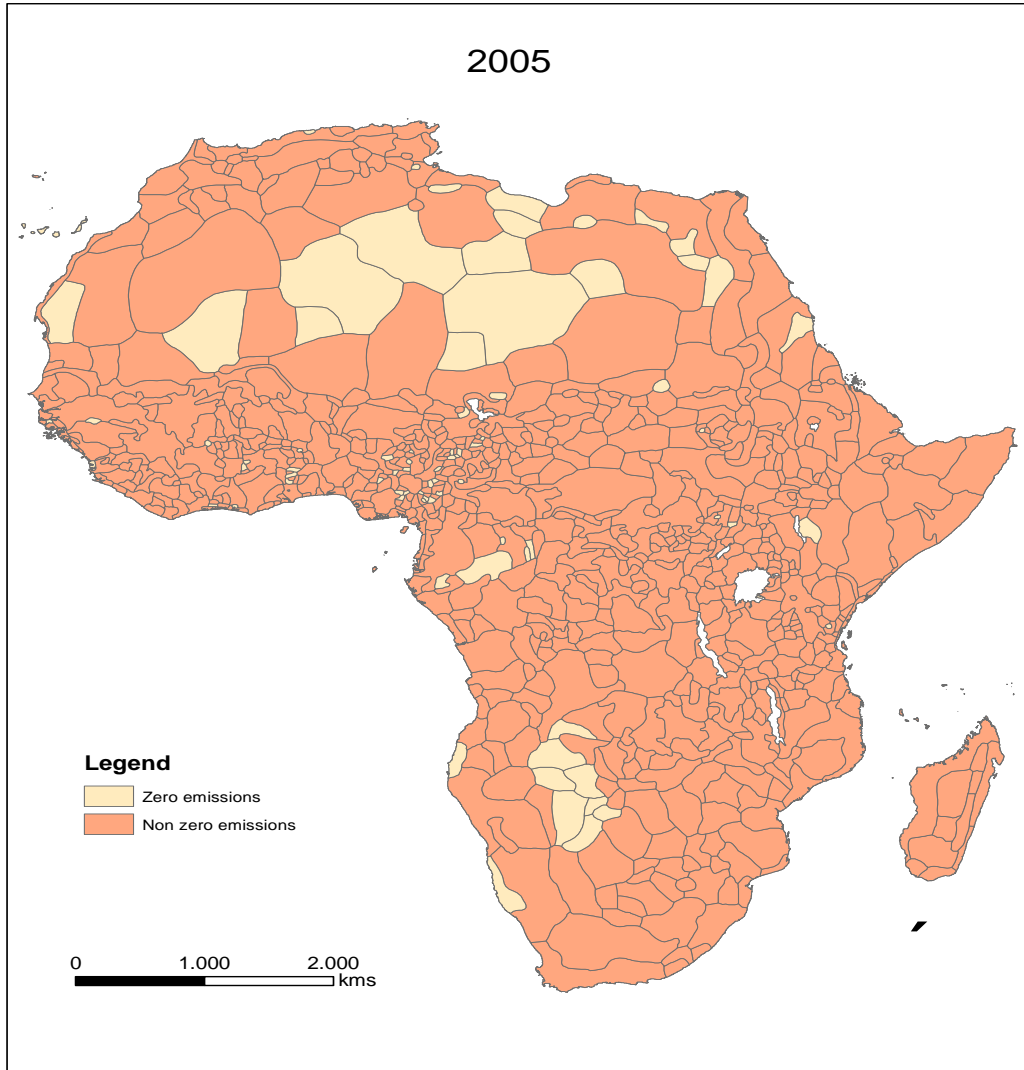 2005
Legend
Zero emissions
Non zero emissions
0 1.000 2.000
kms